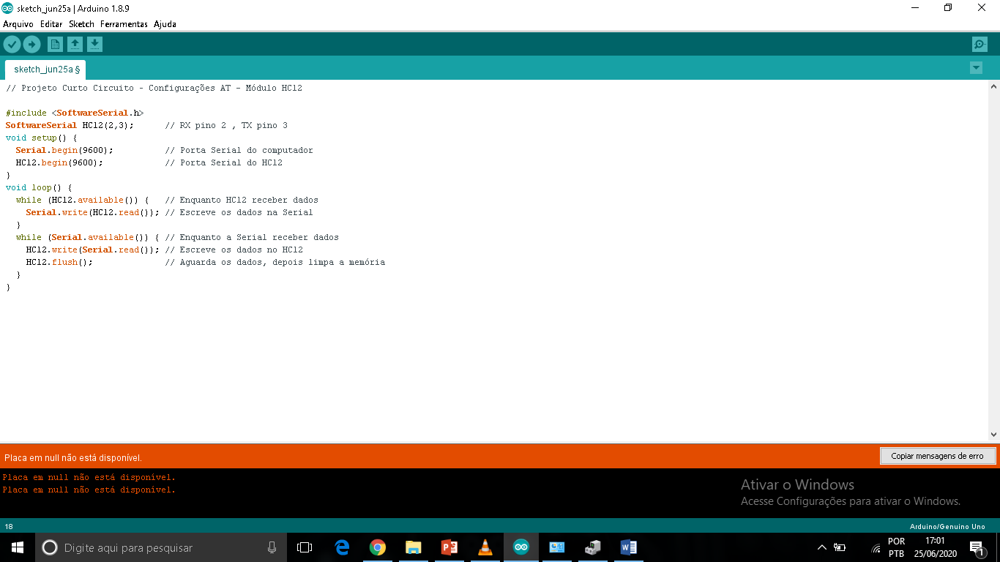 sketch_jun25a | Arduino 1.8.9
Arquivo Editar Sketch Ferramentas Ajuda
sketch_jun25a §
// Projeto Curto Circuito - Configurações AT - Módulo HC12
#include <SoftwareSerial.h>
SoftwareSerial HC12(2,3); // RX pino 2 , TX pino 3
void setup() {
Serial.begin(9600); // Porta Serial do computador
HC12.begin(9600); // Porta Serial do HC12
}
void loop() {
while (HC12.available()) { // Enquanto HC12 receber dados
Serial.write(HC12.read()); // Escreve os dados na Serial
}
while (Serial.available()) { // Enquanto a Serial receber dados
HC12.write(Serial.read()); // Escreve os dados no HC12
HC12.flush(); // Aguarda os dados, depois limpa a memória
}
}
Placa em null não está disponível.
Copiar mensagens de erro
Placa em null não está disponível.
Placa em null não está disponível.
Ativar o Windows
Acesse Configurações para ativar o Windows.
18
Arduino/Genuino Uno
Digite aqui para pesquisar
POR
PTB
17:01
25/06/2020
1